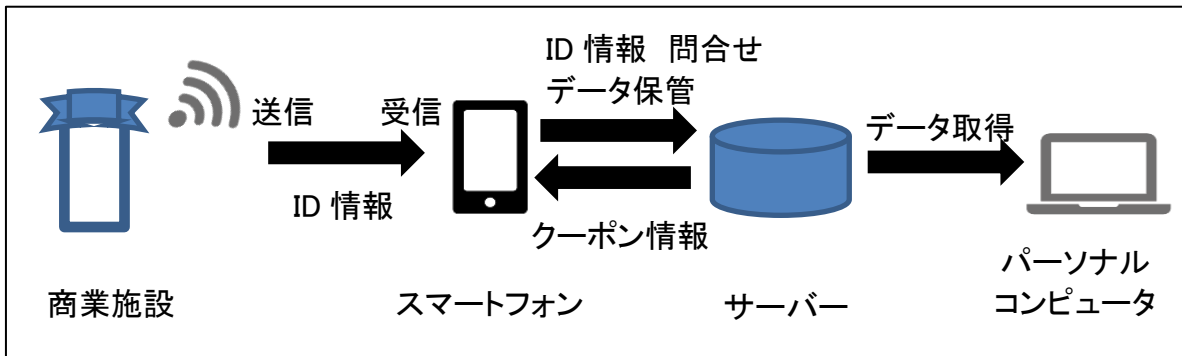 ID 情報　問合せ
データ保管
送信
受信
データ取得
ID 情報
クーポン情報
商業施設
スマートフォン
サーバー
パーソナル
コンピュータ